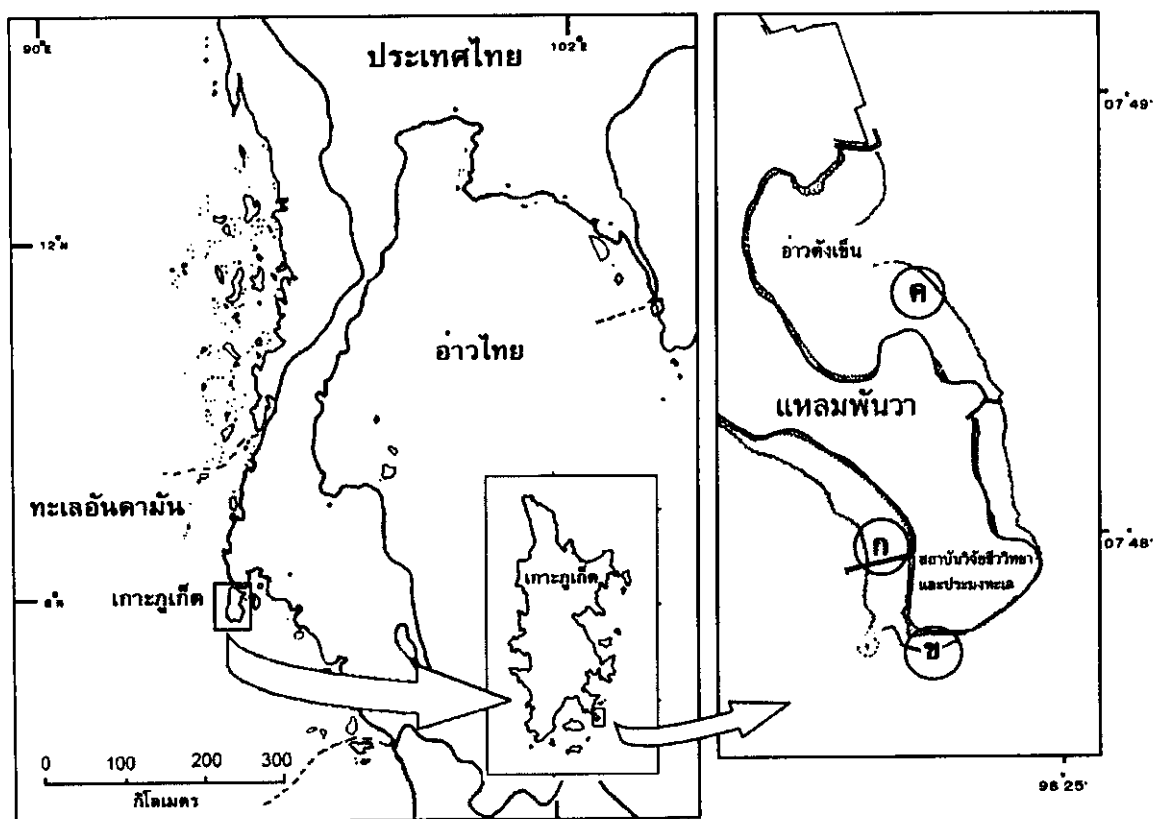 90°E
102°E
ประเทศไทย
12°N
อ่าวไทย
ทะเลอันดามัน
เกาะภูเก็ต
8°N
0 100 200 300
กิโลเมตร
เกาะภูเก็ต
07°49'
อ่าวตังเข็น
ค
แหลมพันวา
ก
สถาบันวิจัยชีววิทยา
และประมงทะเล
07°48'
ข
98°25'